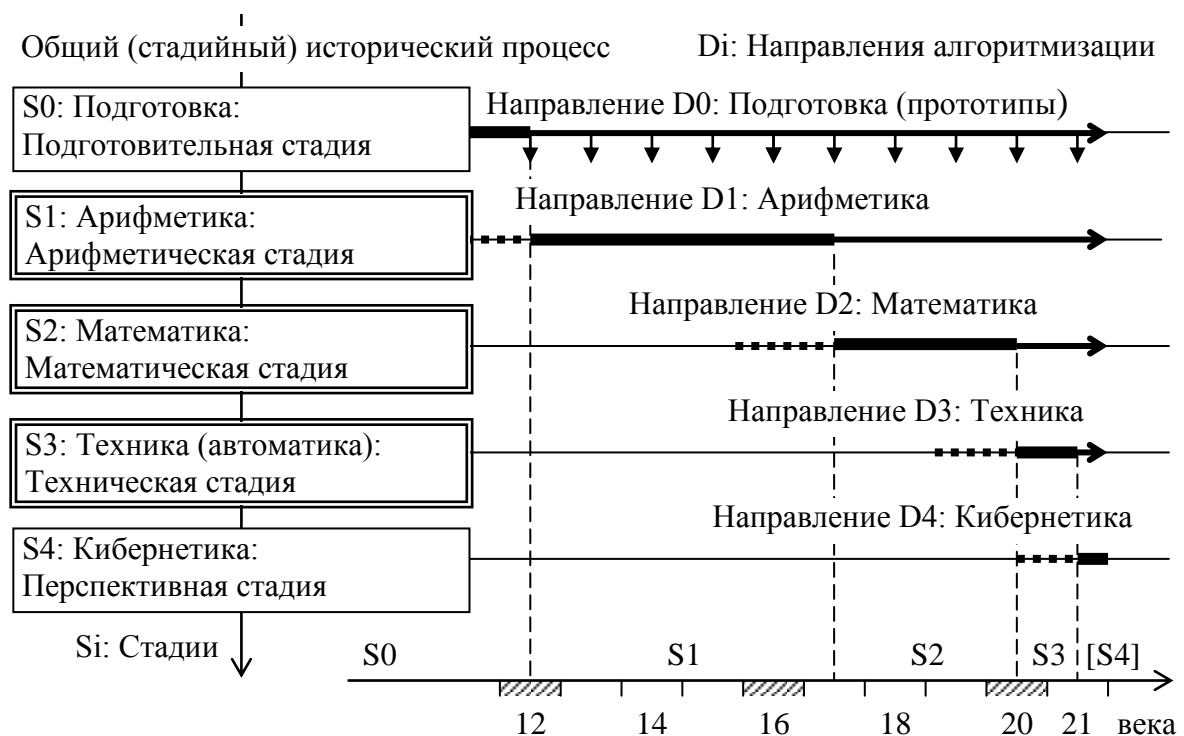 Общий (стадийный) исторический процесс
Di: Направления алгоритмизации
S0: Подготовка:
Подготовительная стадия
Направление D0: Подготовка (прототипы)
S1: Арифметика:
Арифметическая стадия
Направление D1: Арифметика
S2: Математика:
Математическая стадия
Направление D2: Математика
S3: Техника (автоматика):
Техническая стадия
Направление D3: Техника
S4: Кибернетика:
Перспективная стадия
Направление D4: Кибернетика
Si: Стадии
S0 S1 S2 S3 [S4]
12 14 16 18 20 21 века